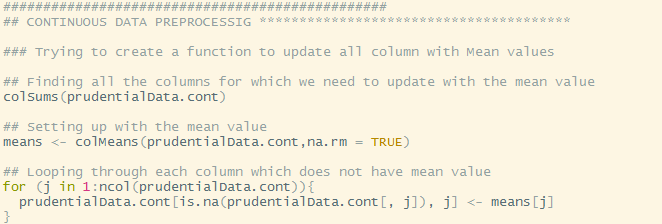 ################################################
## CONTINUOUS DATA PREPROCESSIG ***************************************
### Trying to create a function to update all column with Mean values
## Finding all the columns for which we need to update with the mean value
colSums(prudentialData.cont)
## Setting up with the mean value
means <- colMeans(prudentialData.cont,na.rm = TRUE)
## Looping through each column which does not have mean value
for (j in 1:ncol(prudentialData.cont)){
  prudentialData.cont[is.na(prudentialData.cont[, j]), j] <- means[j]
}